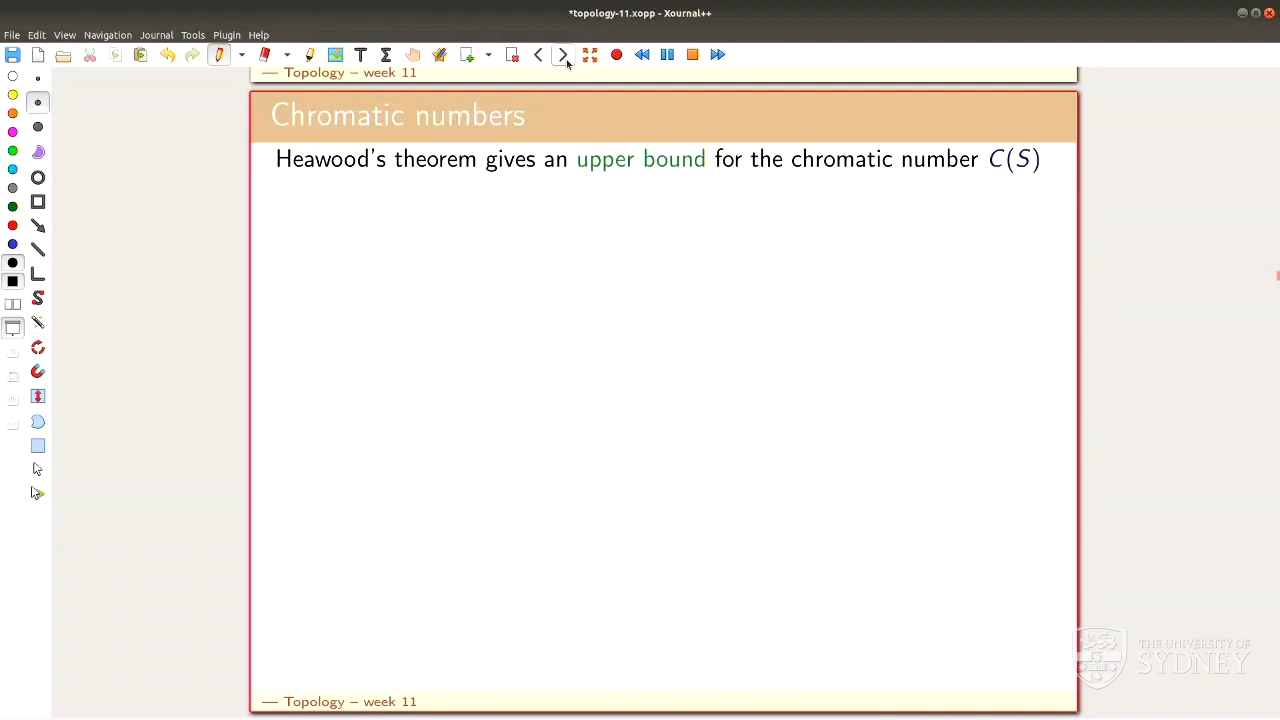 *topology-11.xopp - Xournal++
File Edit View Navigation Journal Tools Plugin Help
— Topology – week 11
Chromatic numbers
Heawood's theorem gives an upper bound for the chromatic number C(S)
THE UNIVERSITY OF
SYDNEY
— Topology – week 11